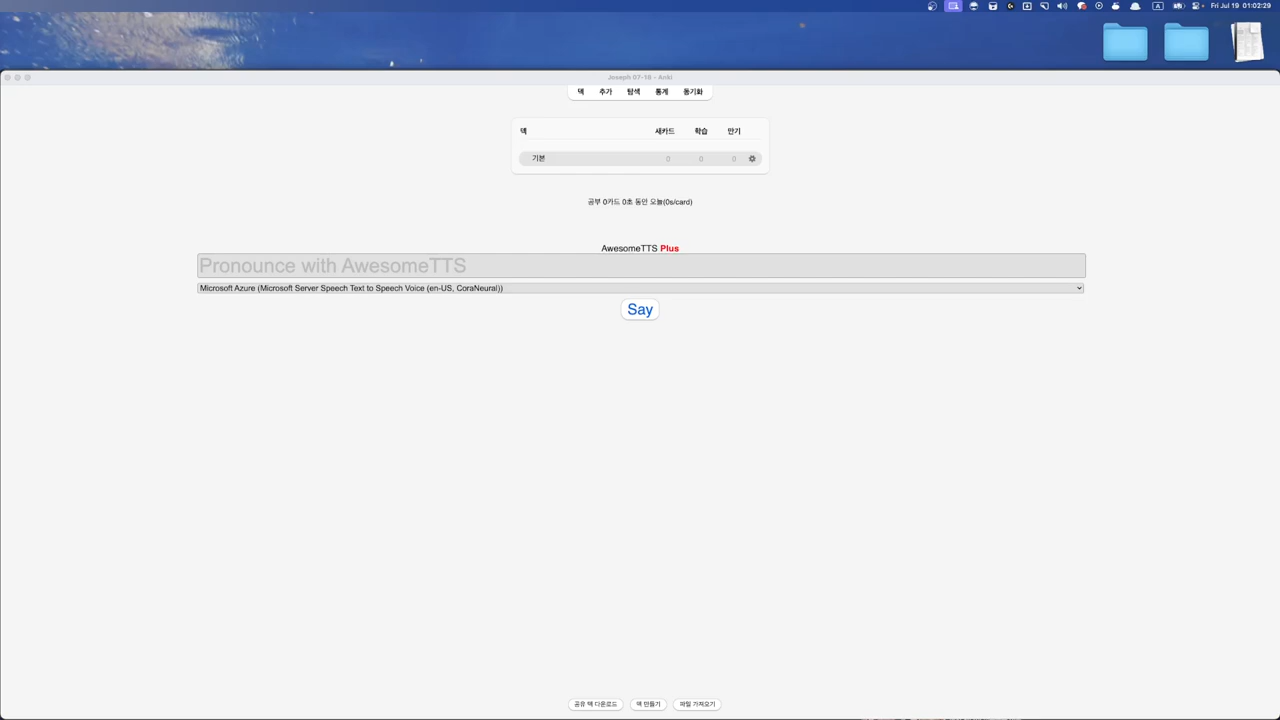 Fri Jul 19 01:02:29
Joseph 07-18 - Anki
덱 추가 탐색 통계 동기화
덱 새카드 학습 만기
기본 0 0 0
공부 0카드 0초 동안 오늘(0s/card)
AwesomeTTS Plus
Pronounce with AwesomeTTS
Microsoft Azure (Microsoft Server Speech Text to Speech Voice (en-US, CoraNeural))
Say
공유 덱 다운로드 덱 만들기 파일 가져오기